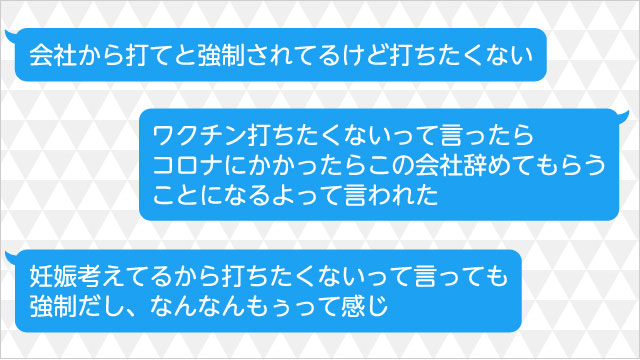 会社から打てと強制されてるけど打ちたくない
ワクチン打ちたくないって言ったら
コロナにかかったらこの会社辞めてもらう
ことになるよって言われた
妊娠考えてるから打ちたくないって言っても
強制だし、なんなんもぅって感じ